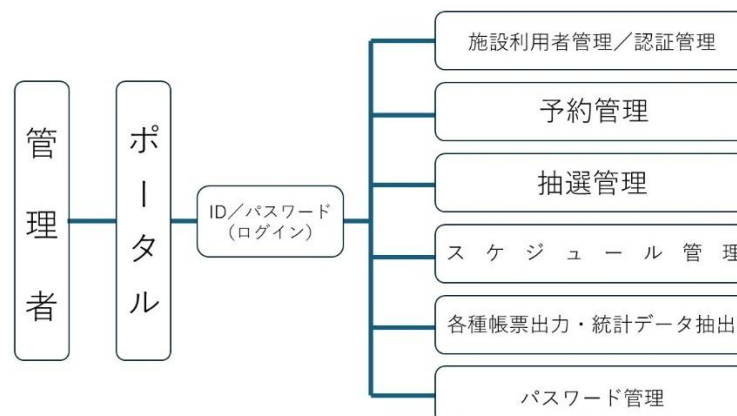 管理者
ポータル
ID／パスワード
（ログイン）
施設利用者管理／認証管理
予約管理
抽選管理
スケジュール管理
各種帳票出力・統計データ抽出
パスワード管理